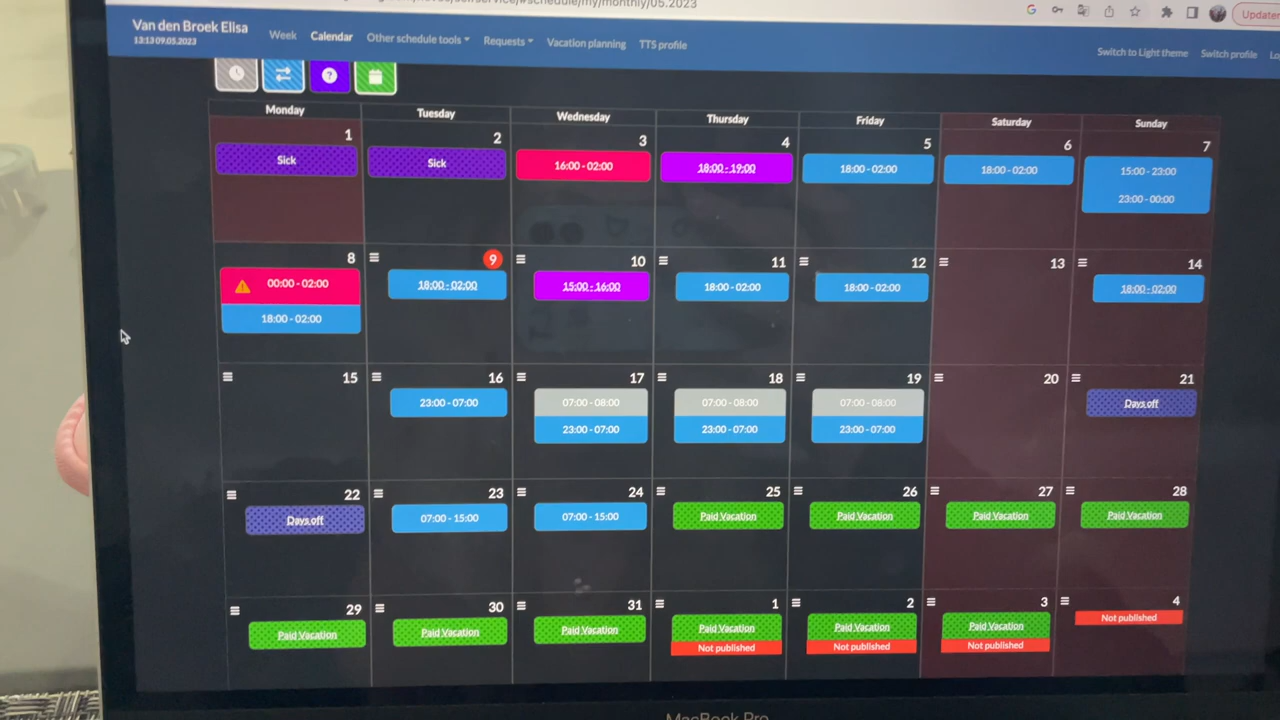 schedule/my/monthly/05.2023
Van den Broek Elisa
13:13 09.05.2023
Week
Calendar
Other schedule tools
Requests
Vacation planning
TTS profile
Switch to Light theme
Switch profile
Monday
Tuesday
Wednesday
Thursday
Friday
Saturday
Sunday
1
Sick
2
Sick
3
16:00 - 02:00
4
18:00 - 19:00
5
18:00 - 02:00
6
18:00 - 02:00
7
15:00 - 23:00
23:00 - 00:00
8
00:00 - 02:00
18:00 - 02:00
9
18:00 - 02:00
10
15:00 - 16:00
11
18:00 - 02:00
12
18:00 - 02:00
13
14
18:00 - 02:00
15
16
23:00 - 07:00
17
07:00 - 08:00
23:00 - 07:00
18
07:00 - 08:00
23:00 - 07:00
19
07:00 - 08:00
23:00 - 07:00
20
21
Days off
22
Days off
23
07:00 - 15:00
24
07:00 - 15:00
25
Paid Vacation
26
Paid Vacation
27
Paid Vacation
28
Paid Vacation
29
Paid Vacation
30
Paid Vacation
31
Paid Vacation
1
Paid Vacation
Not published
2
Paid Vacation
Not published
3
Paid Vacation
Not published
4
Not published
MacBook Pro